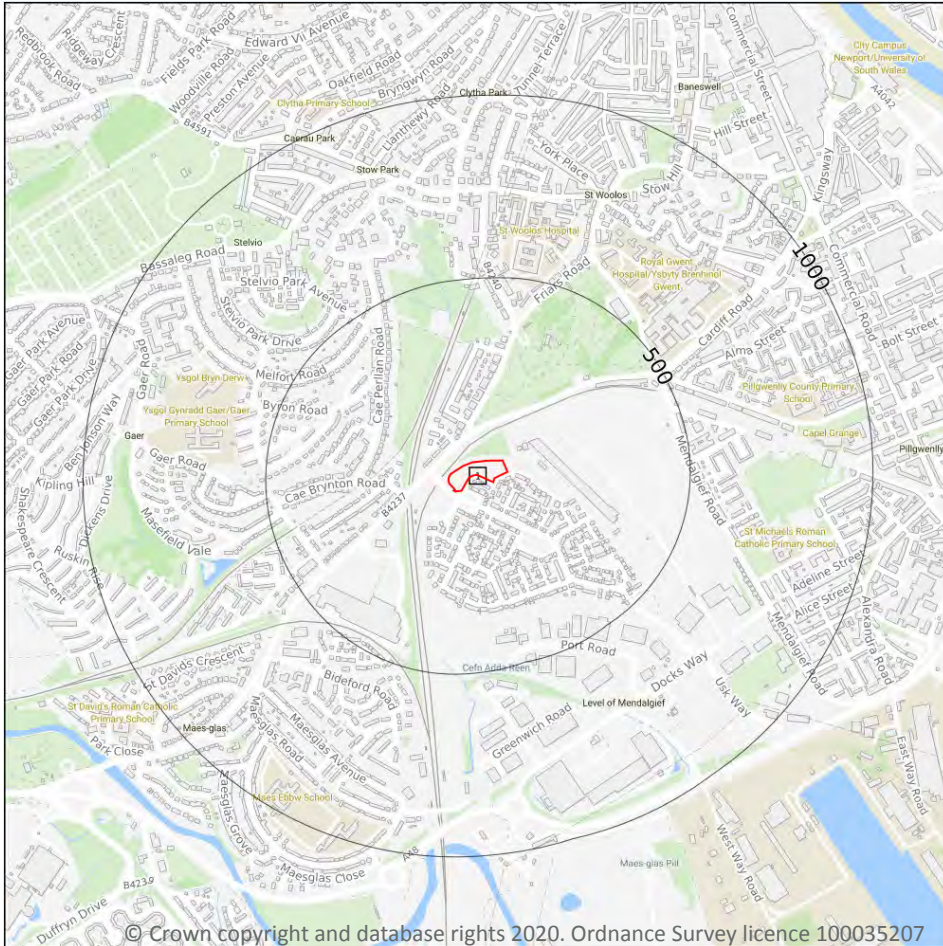 Redbrook Road
Ridgeway Crescent
Fields Park Road
Woodville Road
Preston Avenue
Edward VII Avenue
Oakfield Road
Bryngwyn Road
Llanthewy Road
Tunnel Terrace
Commercial Street
City Campus
Newport/University of
South Wales
A4042
Clytha Park
Clytha Primary School
Baneswell
Hill Street
Kingsway
B4591
Caerau Park
Stow Park
York Place
Stow Hill
St Woolos
St Woolos Hospital
Stelvio
Bassaleg Road
Stelvio Park Avenue
Stelvio Park Drive
B4240
Friars Road
Royal Gwent
Hospital/Ysbyty Brenhinol
Gwent
1000
Commercial Road
Cardiff Road
Alma Street
Bolt Street
500
Gaer Park Avenue
Gaer Park Road
Gaer Park Drive
Gaer Road
Melfort Road
Cae Perllan Road
Ysgol Bryn Derw
Byron Road
Ysgol Gynradd Gaer/Gaer
Primary School
Pillgwenlly County Primary
School
Capel Grange
Pillgwenlly
Ben Jonson Way
Gaer
Gaer Road
Kipling Hill
Dickens Drive
Shakespeare Crescent
Ruskin Rise
Masefield Vale
Cae Brynton Road
B4237
1
Mendalgief Road
St Michaels Roman
Catholic Primary School
Adeline Street
Alice Street
Alexandra Road
Mendalgief Road
Port Road
Cefn Adda Reen
Docks Way
Usk Way
Level of Mendalgief
Greenwich Road
St Davids Crescent
Bideford Road
St David's Roman Catholic
Primary School
Maes-glas
Maesglas Road
Maesglas Avenue
Park Close
Maesglas Grove
Maes Ebbw School
Maesglas Close
A48
East Way Road
West Way Road
Maes-glas Pill
B4239
Duffryn Drive
© Crown copyright and database rights 2020. Ordnance Survey licence 100035207